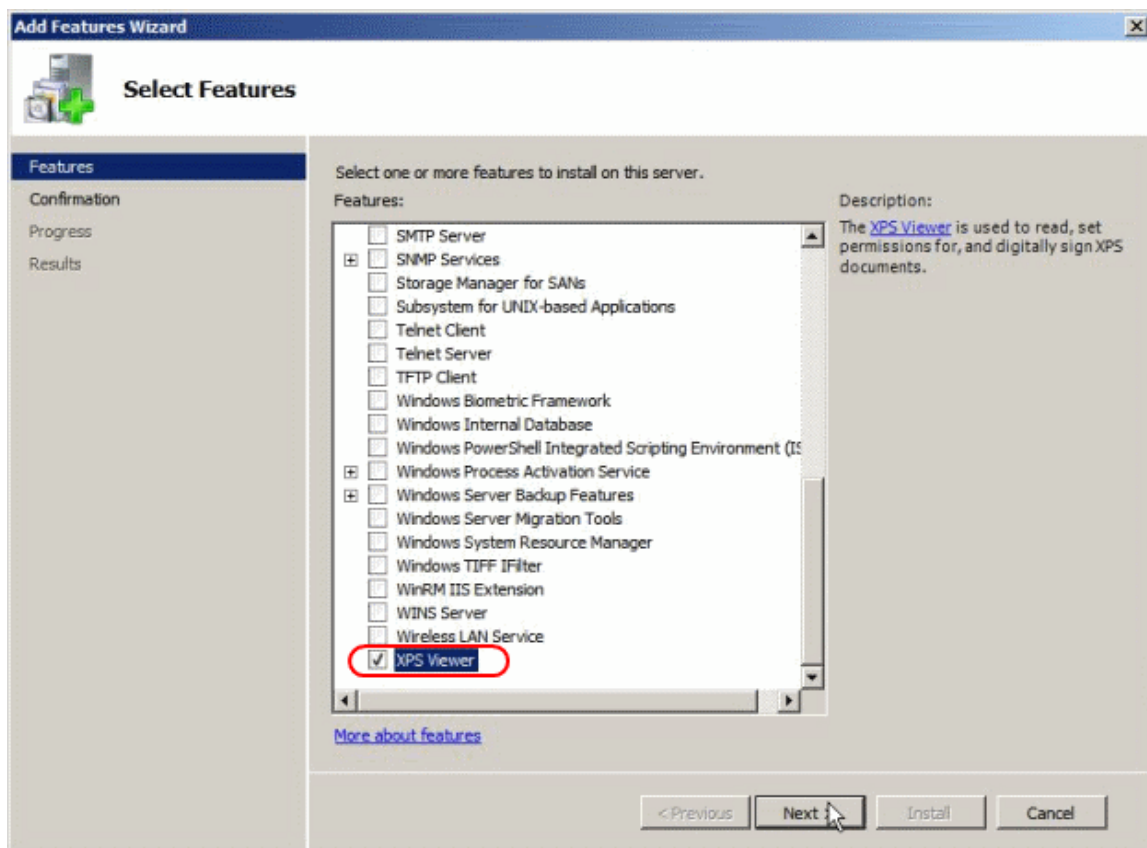 Add Features Wizard
Select Features
Features
Confirmation
Progress
Results
Select one or more features to install on this server.
Features:
SMTP Server
SNMP Services
Storage Manager for SANs
Subsystem for UNIX-based Applications
Telnet Client
Telnet Server
TFTP Client
Windows Biometric Framework
Windows Internal Database
Windows PowerShell Integrated Scripting Environment (IS
Windows Process Activation Service
Windows Server Backup Features
Windows Server Migration Tools
Windows System Resource Manager
Windows TIFF IFilter
WinRM IIS Extension
WINS Server
Wireless LAN Service
XPS Viewer
More about features
Description:
The XPS Viewer is used to read, set
permissions for, and digitally sign XPS
documents.
< Previous
Next >
Install
Cancel